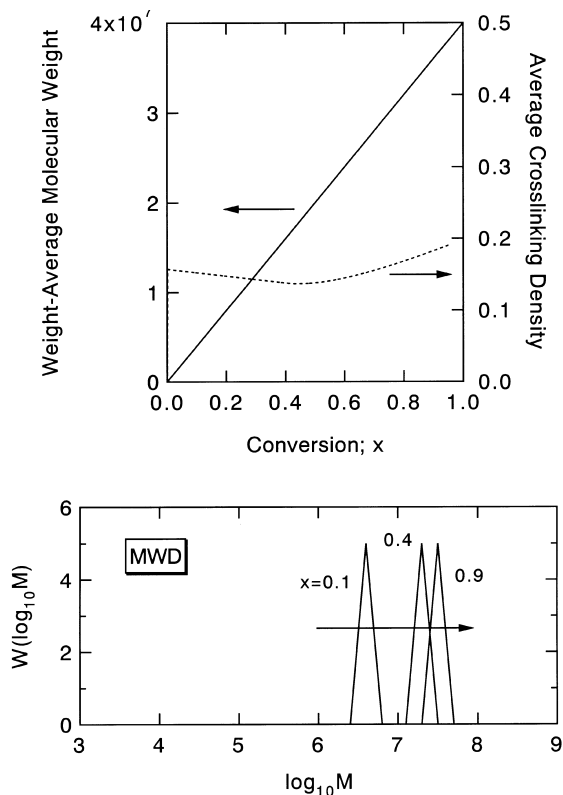 4x10⁷
3
2
1
0
0.5
0.4
0.3
0.2
0.1
0.0
0.0 0.2 0.4 0.6 0.8 1.0
Weight-Average Molecular Weight
Average Crosslinking Density
Conversion; x
6
4
2
0
MWD
x=0.1
0.4
0.9
3 4 5 6 7 8 9
W(log₁₀M)
log₁₀M